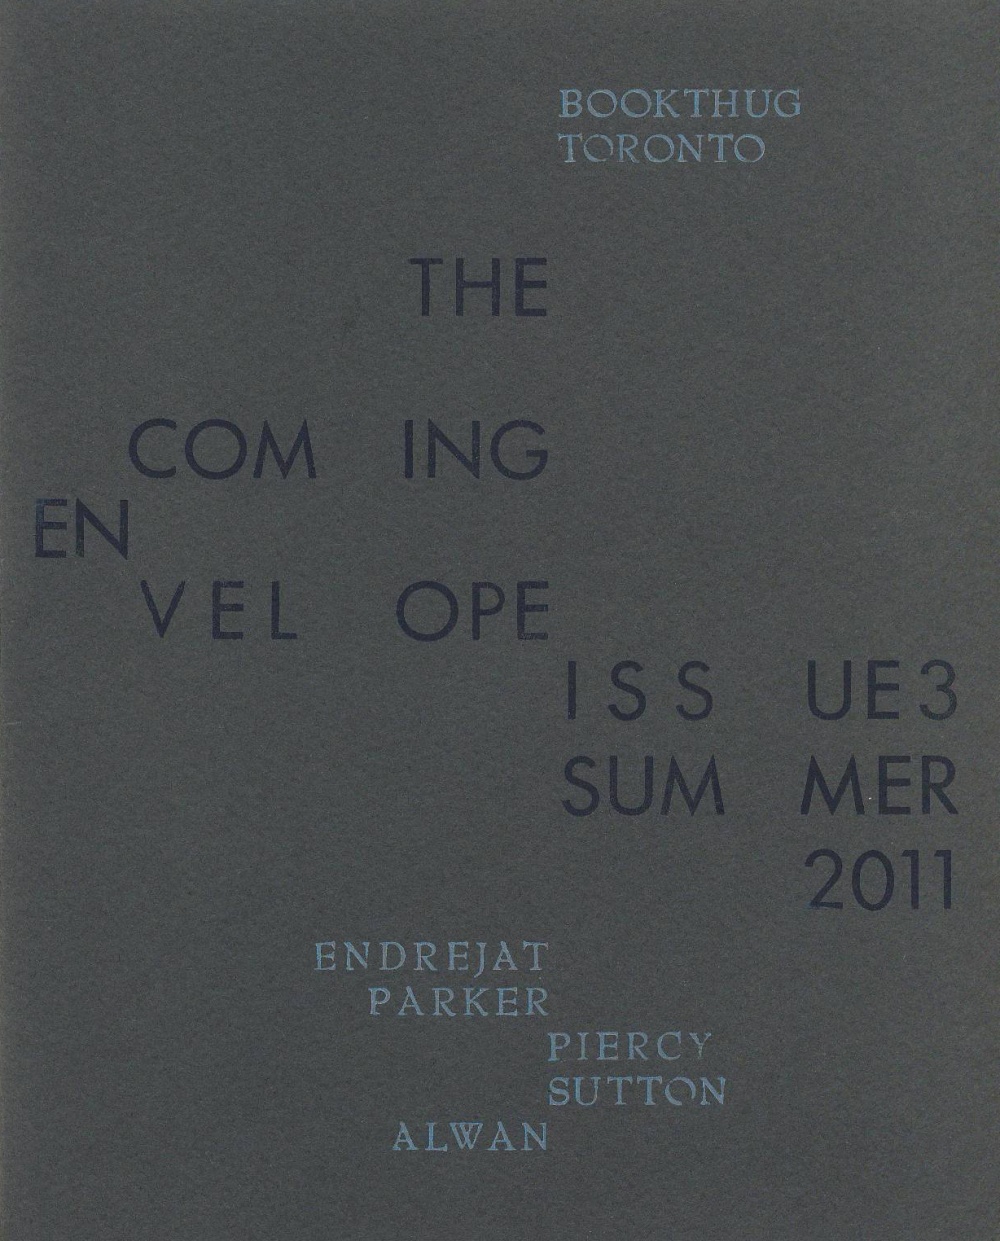 BOOKTHUG
TORONTO
THE
COM ING
EN
VEL OPE
ISS UE3
SUM MER
2011
ENDREJAT
PARKER
PIERCY
SUTTON
ALWAN